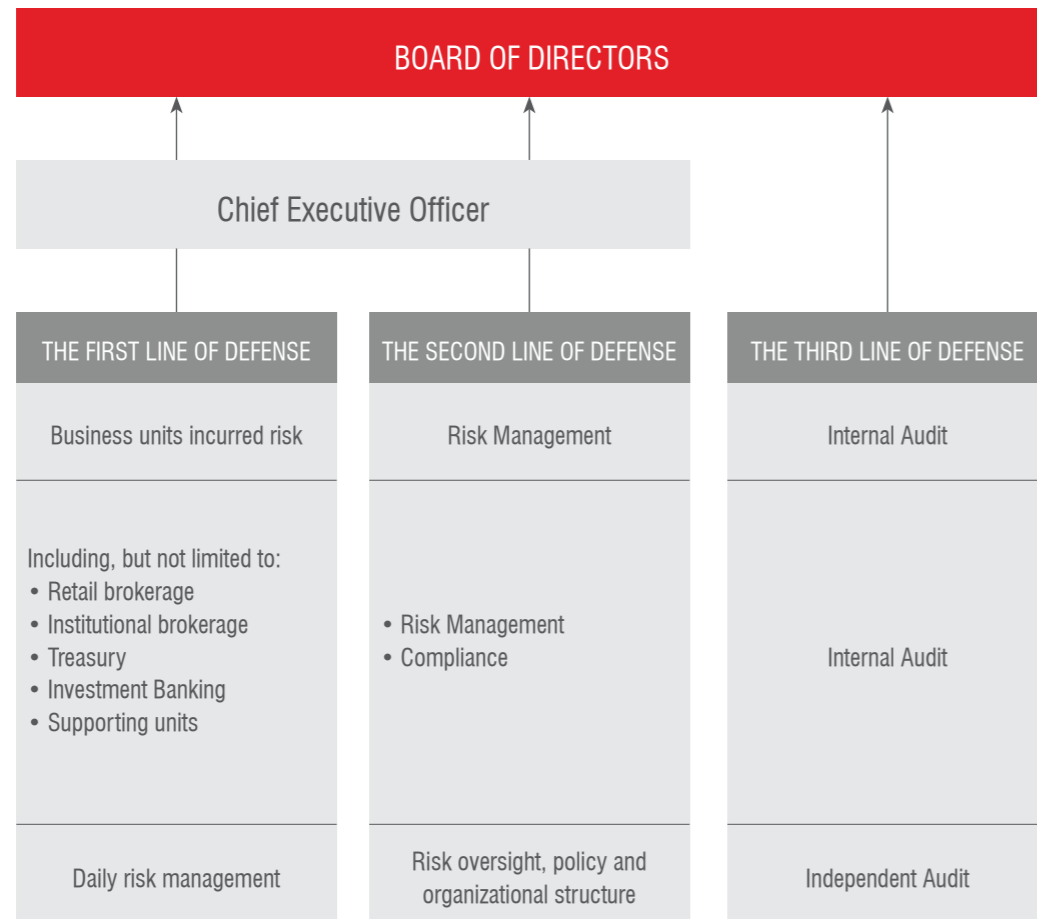 BOARD OF DIRECTORS
Chief Executive Officer
THE FIRST LINE OF DEFENSE
Business units incurred risk
Including, but not limited to:
• Retail brokerage
• Institutional brokerage
• Treasury
• Investment Banking
• Supporting units
Daily risk management
THE SECOND LINE OF DEFENSE
Risk Management
• Risk Management
• Compliance
Risk oversight, policy and
organizational structure
THE THIRD LINE OF DEFENSE
Internal Audit
Internal Audit
Independent Audit